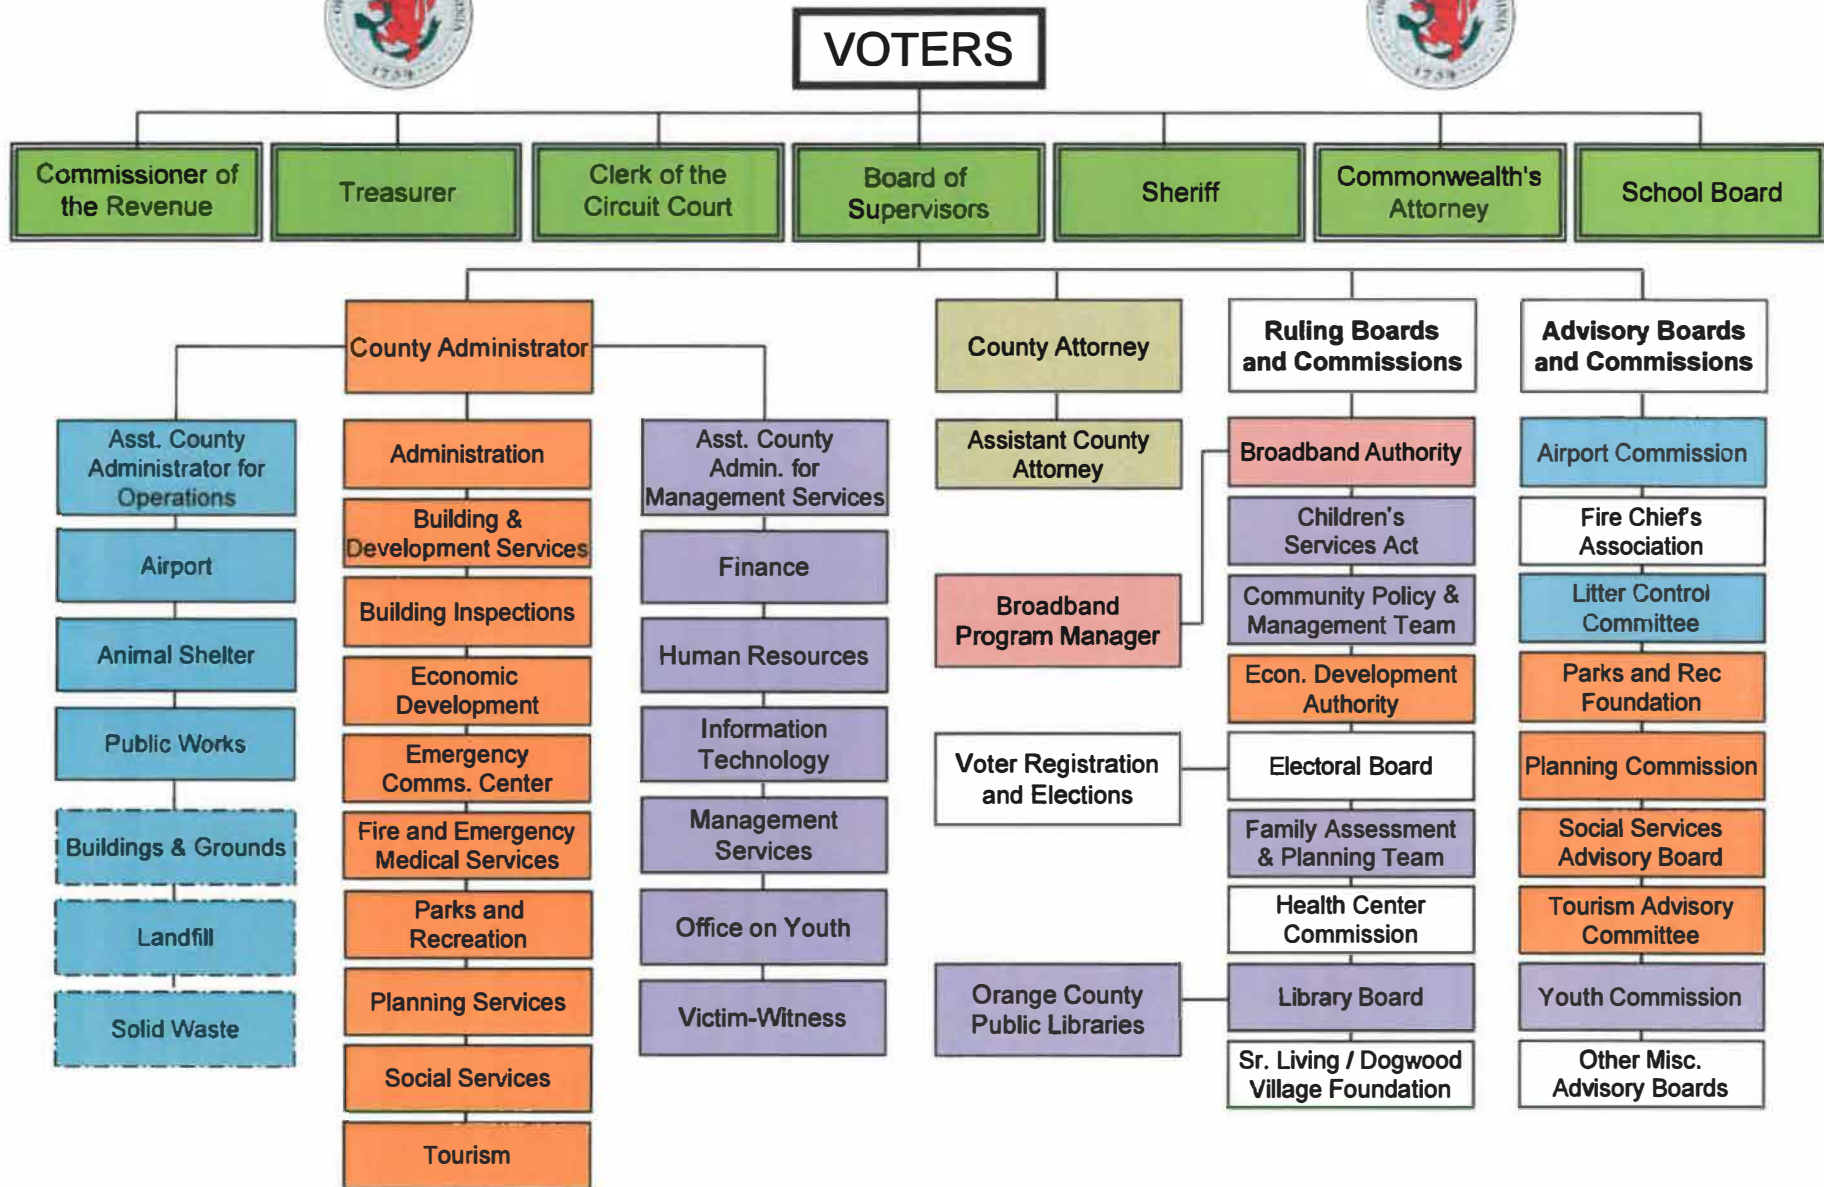 1734
VOTERS
1734
Commissioner of
the Revenue
Treasurer
Clerk of the
Circuit Court
Board of
Supervisors
Sheriff
Commonwealth's
Attorney
School Board
County Administrator
County Attorney
Ruling Boards
and Commissions
Advisory Boards
and Commissions
Asst. County
Administrator for
Operations
Airport
Animal Shelter
Public Works
Buildings & Grounds
Landfill
Solid Waste
Administration
Building &
Development Services
Building Inspections
Economic
Development
Emergency
Comms. Center
Fire and Emergency
Medical Services
Parks and
Recreation
Planning Services
Social Services
Tourism
Asst. County
Admin. for
Management Services
Finance
Human Resources
Information
Technology
Management
Services
Office on Youth
Victim-Witness
Assistant County
Attorney
Broadband
Program Manager
Voter Registration
and Elections
Orange County
Public Libraries
Broadband Authority
Children's
Services Act
Community Policy &
Management Team
Econ. Development
Authority
Electoral Board
Family Assessment
& Planning Team
Health Center
Commission
Library Board
Sr. Living / Dogwood
Village Foundation
Airport Commission
Fire Chief's
Association
Litter Control
Committee
Parks and Rec
Foundation
Planning Commission
Social Services
Advisory Board
Tourism Advisory
Committee
Youth Commission
Other Misc.
Advisory Boards